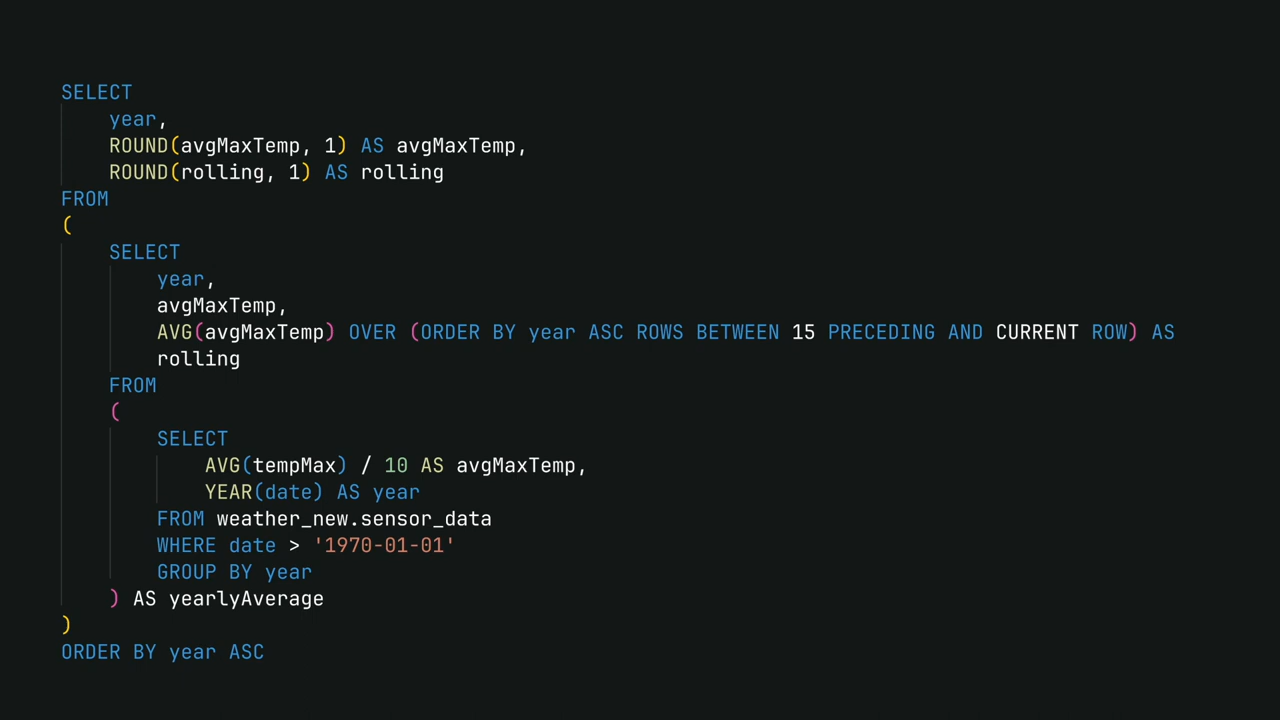 SELECT
year,
ROUND(avgMaxTemp, 1) AS avgMaxTemp,
ROUND(rolling, 1) AS rolling
FROM
(
SELECT
year,
avgMaxTemp,
AVG(avgMaxTemp) OVER (ORDER BY year ASC ROWS BETWEEN 15 PRECEDING AND CURRENT ROW) AS
rolling
FROM
(
SELECT
AVG(tempMax) / 10 AS avgMaxTemp,
YEAR(date) AS year
FROM weather_new.sensor_data
WHERE date > '1970-01-01'
GROUP BY year
) AS yearlyAverage
)
ORDER BY year ASC